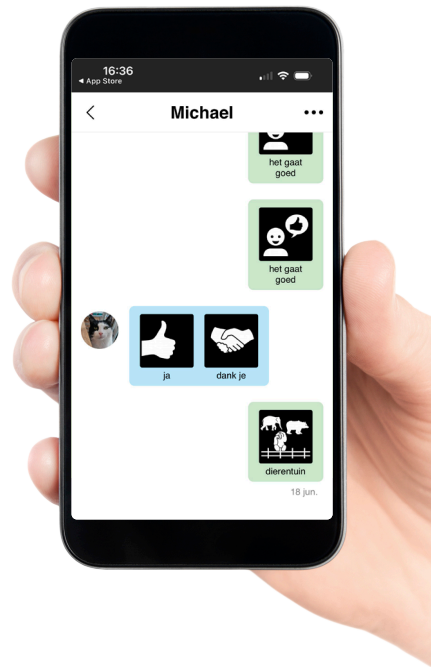 16:36
◄ App Store
Michael
het gaat
goed
het gaat
goed
ja
dank je
dierentuin
18 jun.